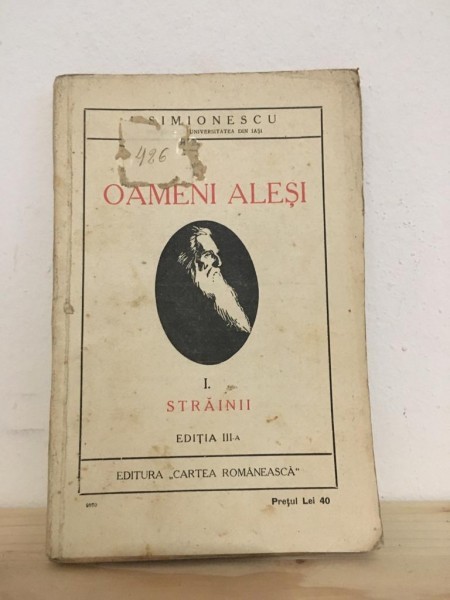 SIMIONESCU
UNIVERSITATEA DIN IAȘI
486
OAMENI ALEȘI
I.
STRĂINII
EDIȚIA III-A
EDITURA „CARTEA ROMÂNEASCĂ“
Prețul Lei 40